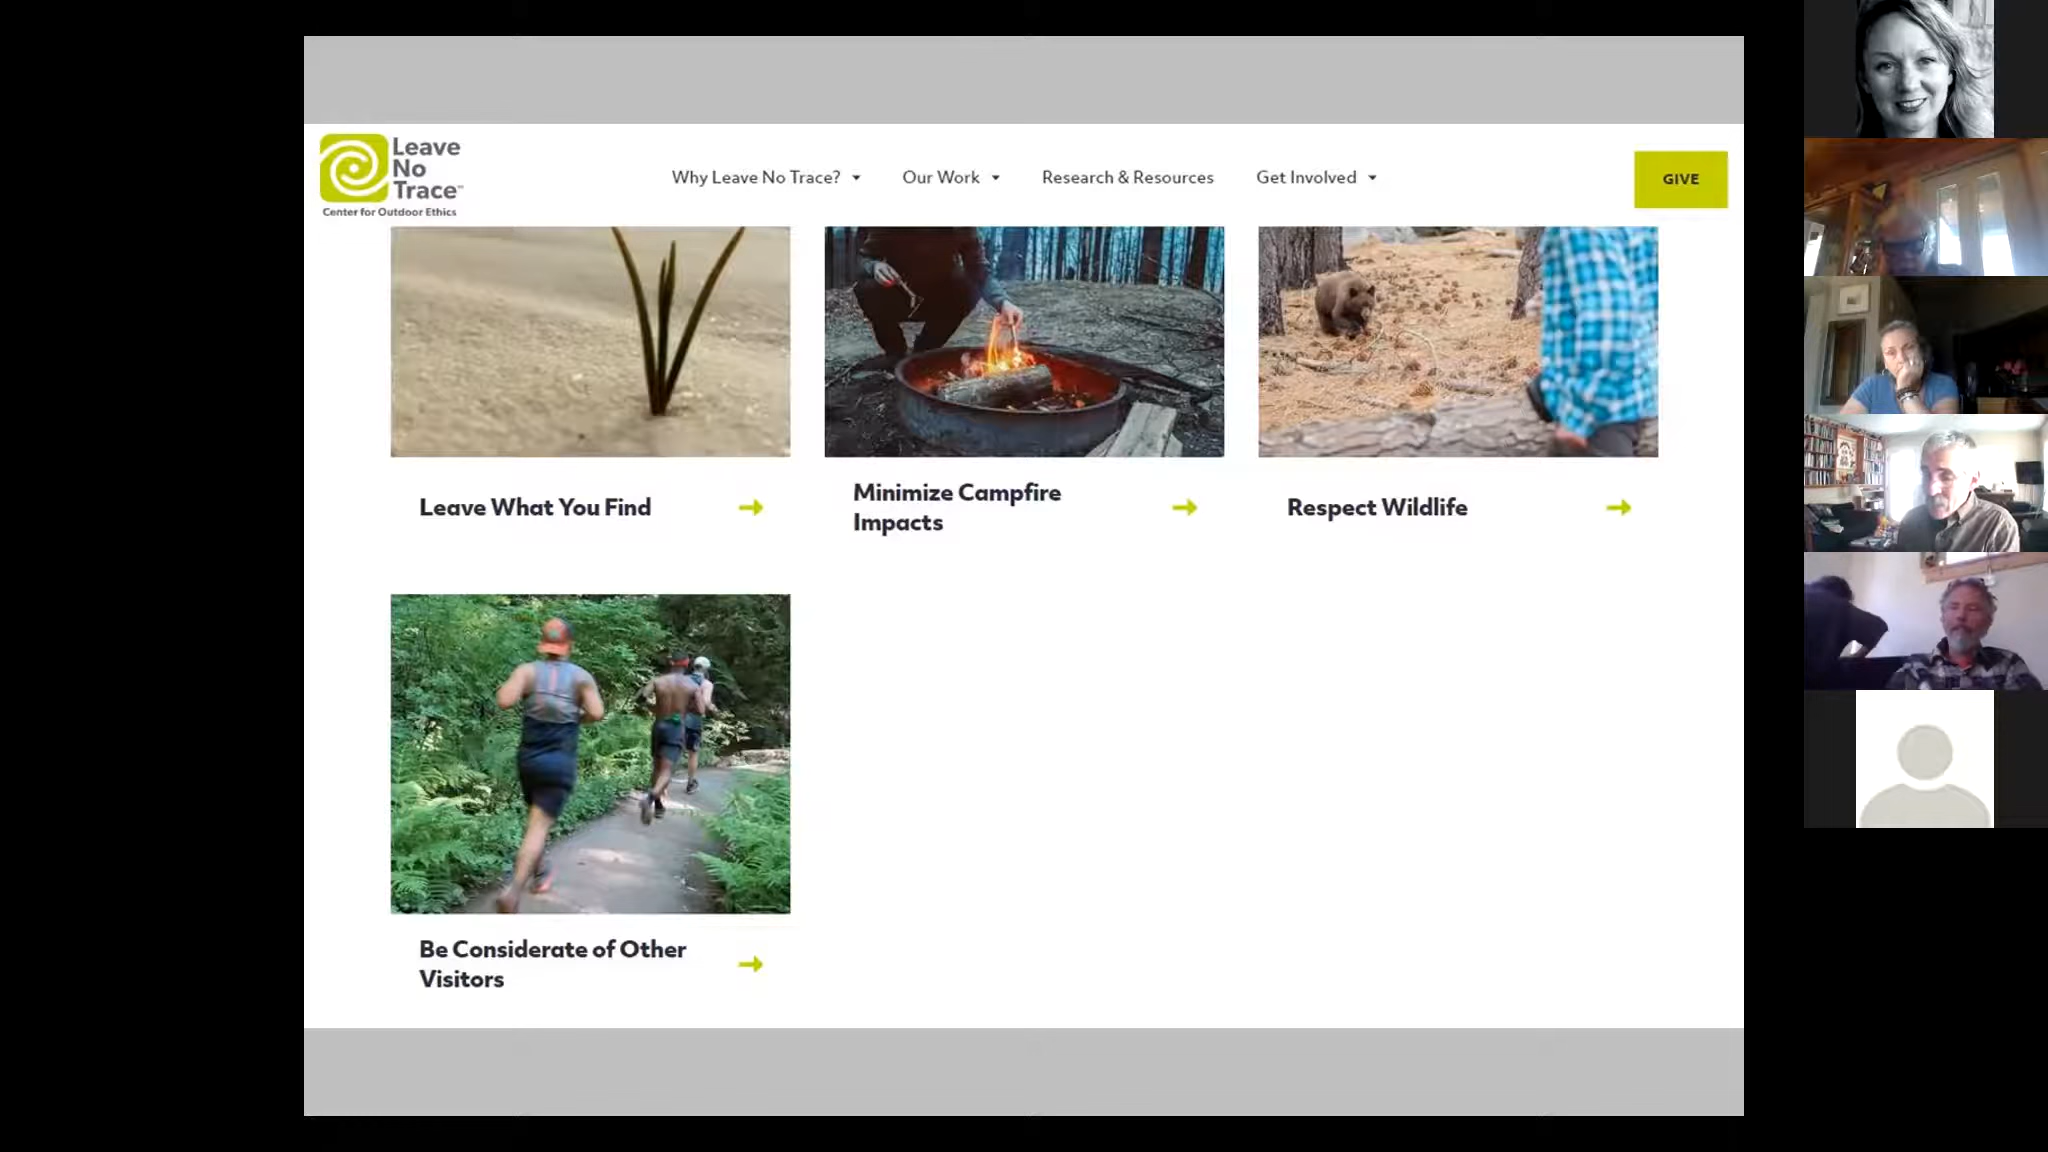 Leave
No
Trace™
Center for Outdoor Ethics
Why Leave No Trace?
Our Work
Research & Resources
Get Involved
GIVE
Leave What You Find
Minimize Campfire
Impacts
Respect Wildlife
Be Considerate of Other
Visitors